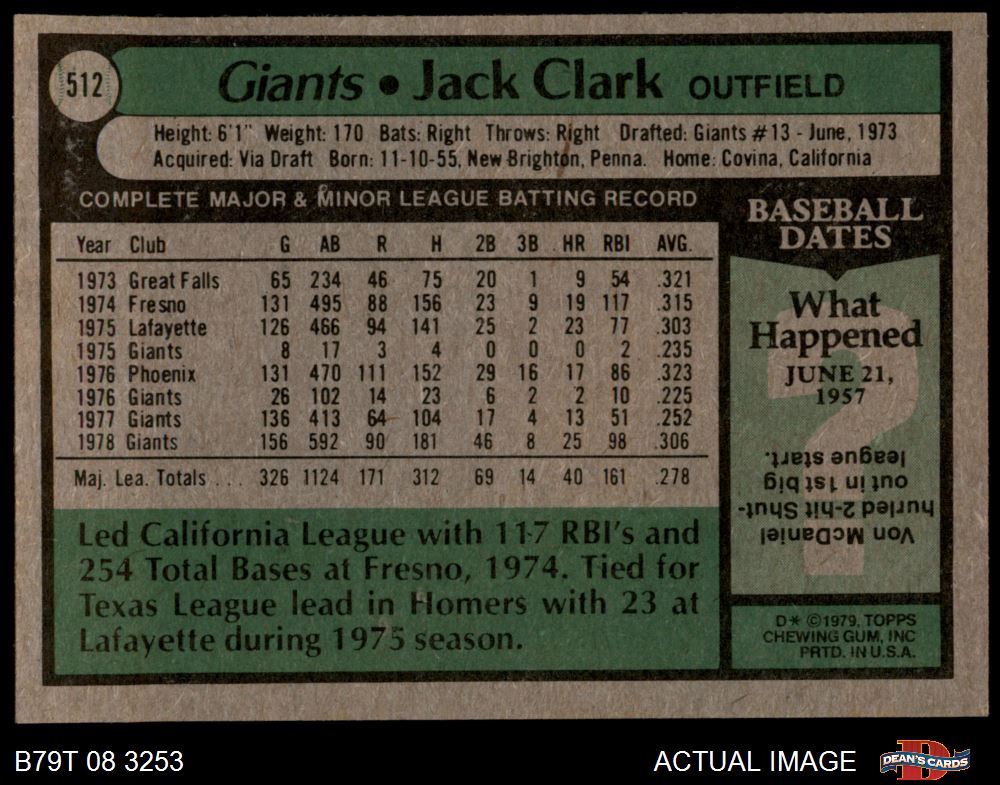 512
Giants • Jack Clark OUTFIELD
Height: 6'1" Weight: 170 Bats: Right Throws: Right Drafted: Giants #13 - June, 1973
Acquired: Via Draft Born: 11-10-55, New Brighton, Penna. Home: Covina, California
COMPLETE MAJOR & MINOR LEAGUE BATTING RECORD
Year Club G AB R H 2B 3B HR RBI AVG.
1973 Great Falls 65 234 46 75 20 1 9 54 .321
1974 Fresno 131 495 88 156 23 9 19 117 .315
1975 Lafayette 126 466 94 141 25 2 23 77 .303
1975 Giants 8 17 3 4 0 0 0 2 .235
1976 Phoenix 131 470 111 152 29 16 17 86 .323
1976 Giants 26 102 14 23 6 2 2 10 .225
1977 Giants 136 413 64 104 17 4 13 51 .252
1978 Giants 156 592 90 181 46 8 25 98 .306
Maj. Lea. Totals ... 326 1124 171 312 69 14 40 161 .278
Led California League with 117 RBI's and
254 Total Bases at Fresno, 1974. Tied for
Texas League lead in Homers with 23 at
Lafayette during 1975 season.
BASEBALL
DATES
What
Happened
JUNE 21,
1957
?
Von McDaniel
hurled 2-hit Shut-
out in 1st big
league start.
D* ©1979, TOPPS
CHEWING GUM, INC
PRTD. IN U.S.A.
B79T 08 3253
ACTUAL IMAGE
DEAN'S CARDS